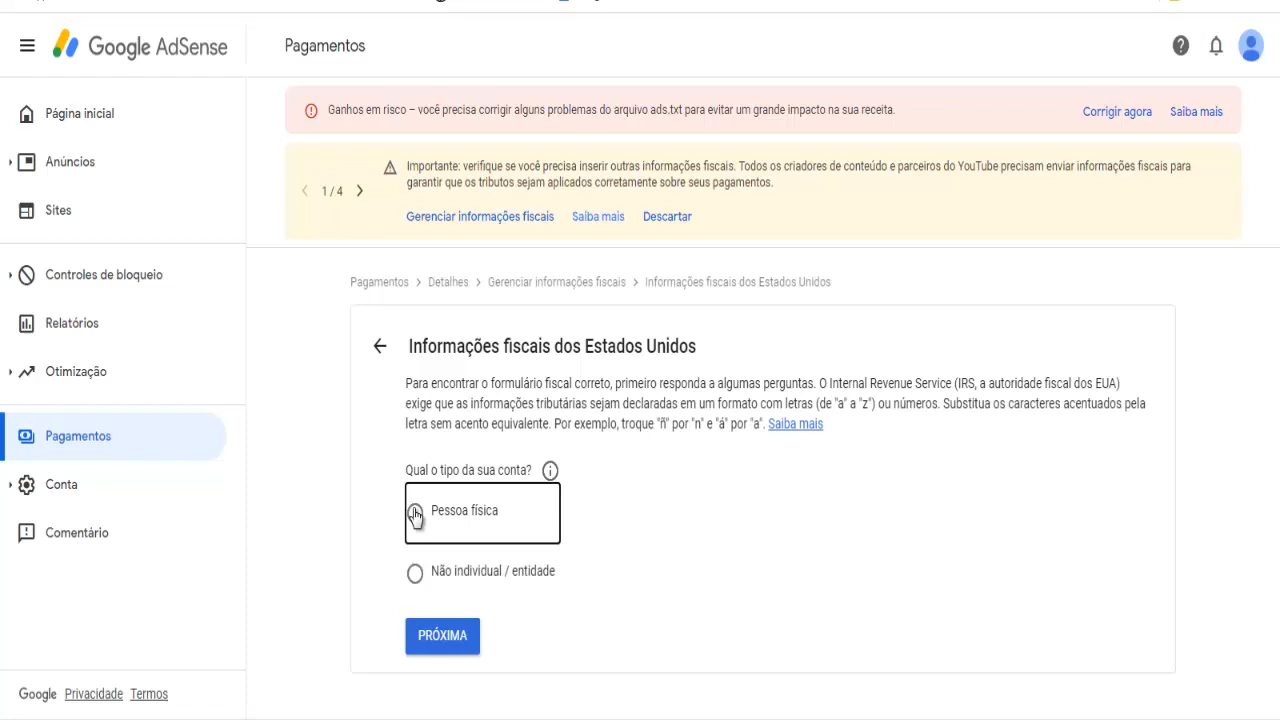 Google AdSense
Pagamentos
Página inicial
Anúncios
Sites
Controles de bloqueio
Relatórios
Otimização
Pagamentos
Conta
Comentário
Google Privacidade Termos
Ganhos em risco – você precisa corrigir alguns problemas do arquivo ads.txt para evitar um grande impacto na sua receita.
Corrigir agora Saiba mais
1 / 4
Importante: verifique se você precisa inserir outras informações fiscais. Todos os criadores de conteúdo e parceiros do YouTube precisam enviar informações fiscais para
garantir que os tributos sejam aplicados corretamente sobre seus pagamentos.
Gerenciar informações fiscais Saiba mais Descartar
Pagamentos > Detalhes > Gerenciar informações fiscais > Informações fiscais dos Estados Unidos
Informações fiscais dos Estados Unidos
Para encontrar o formulário fiscal correto, primeiro responda a algumas perguntas. O Internal Revenue Service (IRS, a autoridade fiscal dos EUA)
exige que as informações tributárias sejam declaradas em um formato com letras (de "a" a "z") ou números. Substitua os caracteres acentuados pela
letra sem acento equivalente. Por exemplo, troque "ñ" por "n" e "á" por "a". Saiba mais
Qual o tipo da sua conta?
Pessoa física
Não individual / entidade
PRÓXIMA